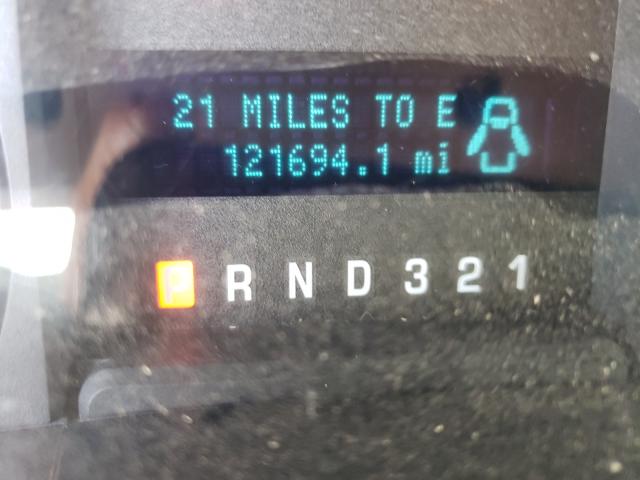 21 MILES TO E
121694.1 mi
P R N D 3 2 1